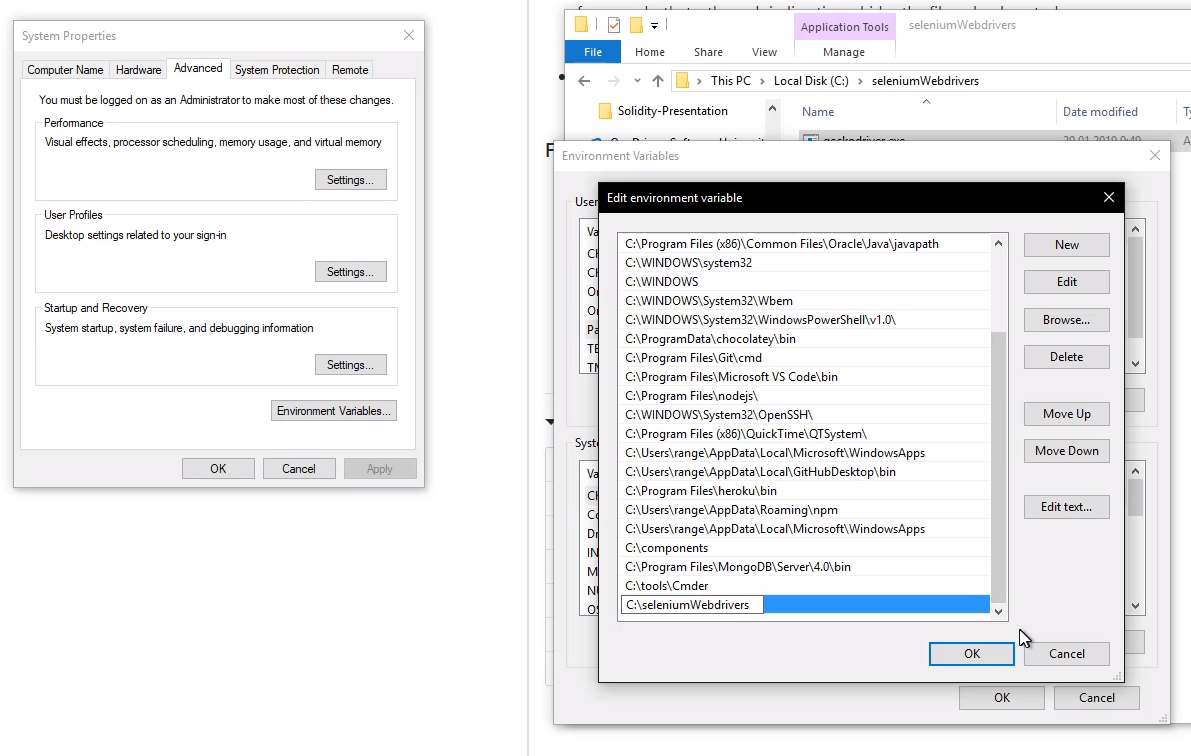 System Properties
Computer Name Hardware Advanced System Protection Remote
You must be logged on as an Administrator to make most of these changes.
Performance
Visual effects, processor scheduling, memory usage, and virtual memory
Settings...
User Profiles
Desktop settings related to your sign-in
Settings...
Startup and Recovery
System startup, system failure, and debugging information
Settings...
Environment Variables...
OK Cancel Apply
Application Tools seleniumWebdrivers
File Home Share View Manage
This PC Local Disk (C:) seleniumWebdrivers
Solidity-Presentation Name Date modified
geckodriver.exe
Environment Variables
User
Edit environment variable
C:\Program Files (x86)\Common Files\Oracle\Java\javapath
C:\WINDOWS\system32
C:\WINDOWS
C:\WINDOWS\System32\Wbem
C:\WINDOWS\System32\WindowsPowerShell\v1.0\
C:\ProgramData\chocolatey\bin
C:\Program Files\Git\cmd
C:\Program Files\Microsoft VS Code\bin
C:\Program Files\nodejs\
C:\WINDOWS\System32\OpenSSH\
C:\Program Files (x86)\QuickTime\QTSystem\
C:\Users\range\AppData\Local\Microsoft\WindowsApps
C:\Users\range\AppData\Local\GitHubDesktop\bin
C:\Program Files\heroku\bin
C:\Users\range\AppData\Roaming\npm
C:\Users\range\AppData\Local\Microsoft\WindowsApps
C:\components
C:\Program Files\MongoDB\Server\4.0\bin
C:\tools\Cmder
C:\seleniumWebdrivers
New
Edit
Browse...
Delete
Move Up
Move Down
Edit text...
OK Cancel
OK Cancel